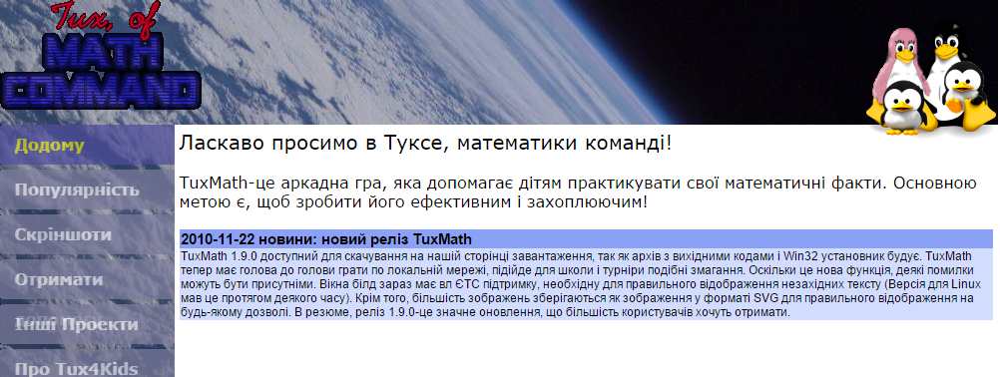 Tux, of
MATH
COMMAND
Додому
Популярність
Скріншоти
Отримати
Інші Проекти
Про Tux4Kids
Ласкаво просимо в Туксе, математики команді!
TuxMath-це аркадна гра, яка допомагає дітям практикувати свої математичні факти. Основною
метою є, щоб зробити його ефективним і захоплюючим!
2010-11-22 новини: новий реліз TuxMath
TuxMath 1.9.0 доступний для скачування на нашій сторінці завантаження, так як архів з вихідними кодами і Win32 установник будує. TuxMath
тепер має голова до голови грати по локальній мережі, підійде для школи і турніри подібні змагання. Оскільки це нова функція, деякі помилки
можуть бути присутніми. Вікна білд зараз має вл ЄТС підтримку, необхідну для правильного відображення незахідних тексту (Версія для Linux
мав це протягом деякого часу). Крім того, більшість зображень зберігаються як зображення у форматі SVG для правильного відображення на
будь-якому дозволі. В резюме, реліз 1.9.0-це значне оновлення, що більшість користувачів хочуть отримати.